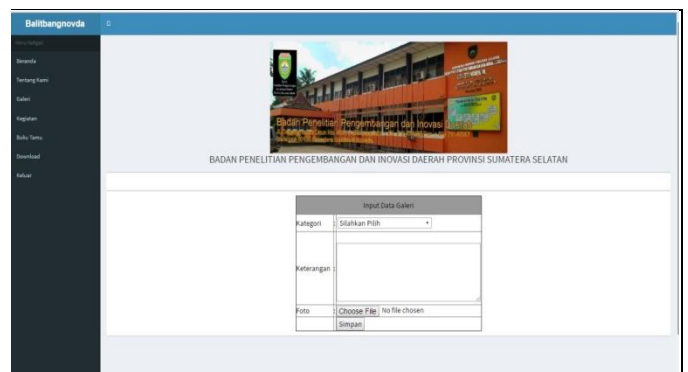 Balitbangnovda
Menu Navigasi
Beranda
Tentang Kami
Galeri
Kegiatan
Buku Tamu
Download
Keluar
Badan Penelitian Pengembangan dan Inovasi
BADAN PENELITIAN PENGEMBANGAN DAN INOVASI DAERAH PROVINSI SUMATERA SELATAN
Input Data Galeri
Kategori : Silahkan Pilih
Keterangan :
Foto : Choose File No file chosen
Simpan